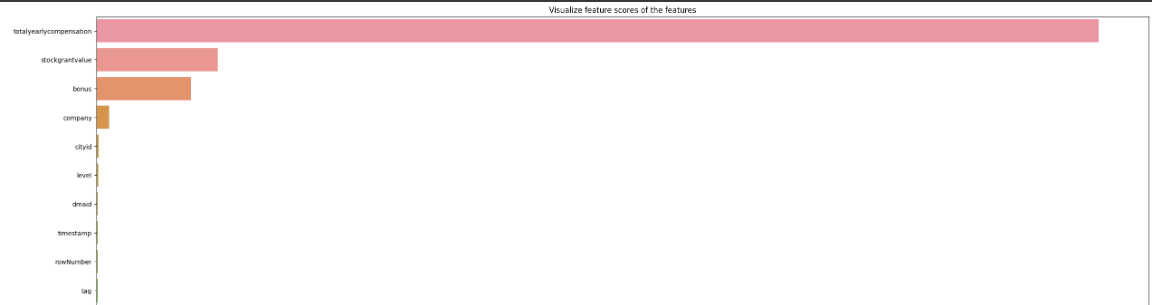 Visualize feature scores of the features
totalyearlycompensation
stockgrantvalue
bonus
company
cityid
level
dmaid
timestamp
rowNumber
tag